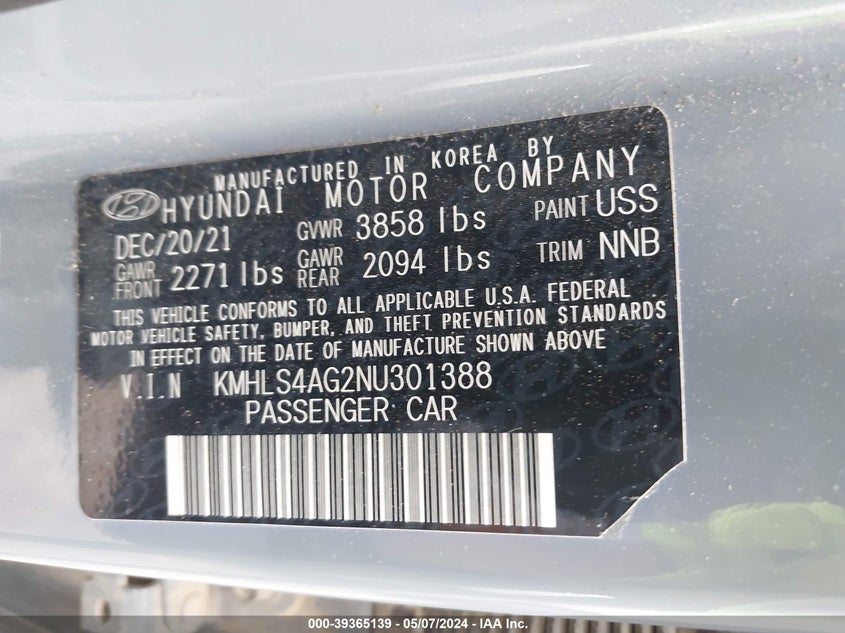 MANUFACTURED IN KOREA BY
HYUNDAI MOTOR COMPANY
DEC/20/21 GVWR 3858 lbs PAINT USS
GAWR FRONT 2271 lbs GAWR REAR 2094 lbs TRIM NNB
THIS VEHICLE CONFORMS TO ALL APPLICABLE U.S.A. FEDERAL
MOTOR VEHICLE SAFETY, BUMPER, AND THEFT PREVENTION STANDARDS
IN EFFECT ON THE DATE OF MANUFACTURE SHOWN ABOVE
V.I.N KMHLS4AG2NU301388
PASSENGER CAR
000-39365139 - 05/07/2024 - IAA Inc.